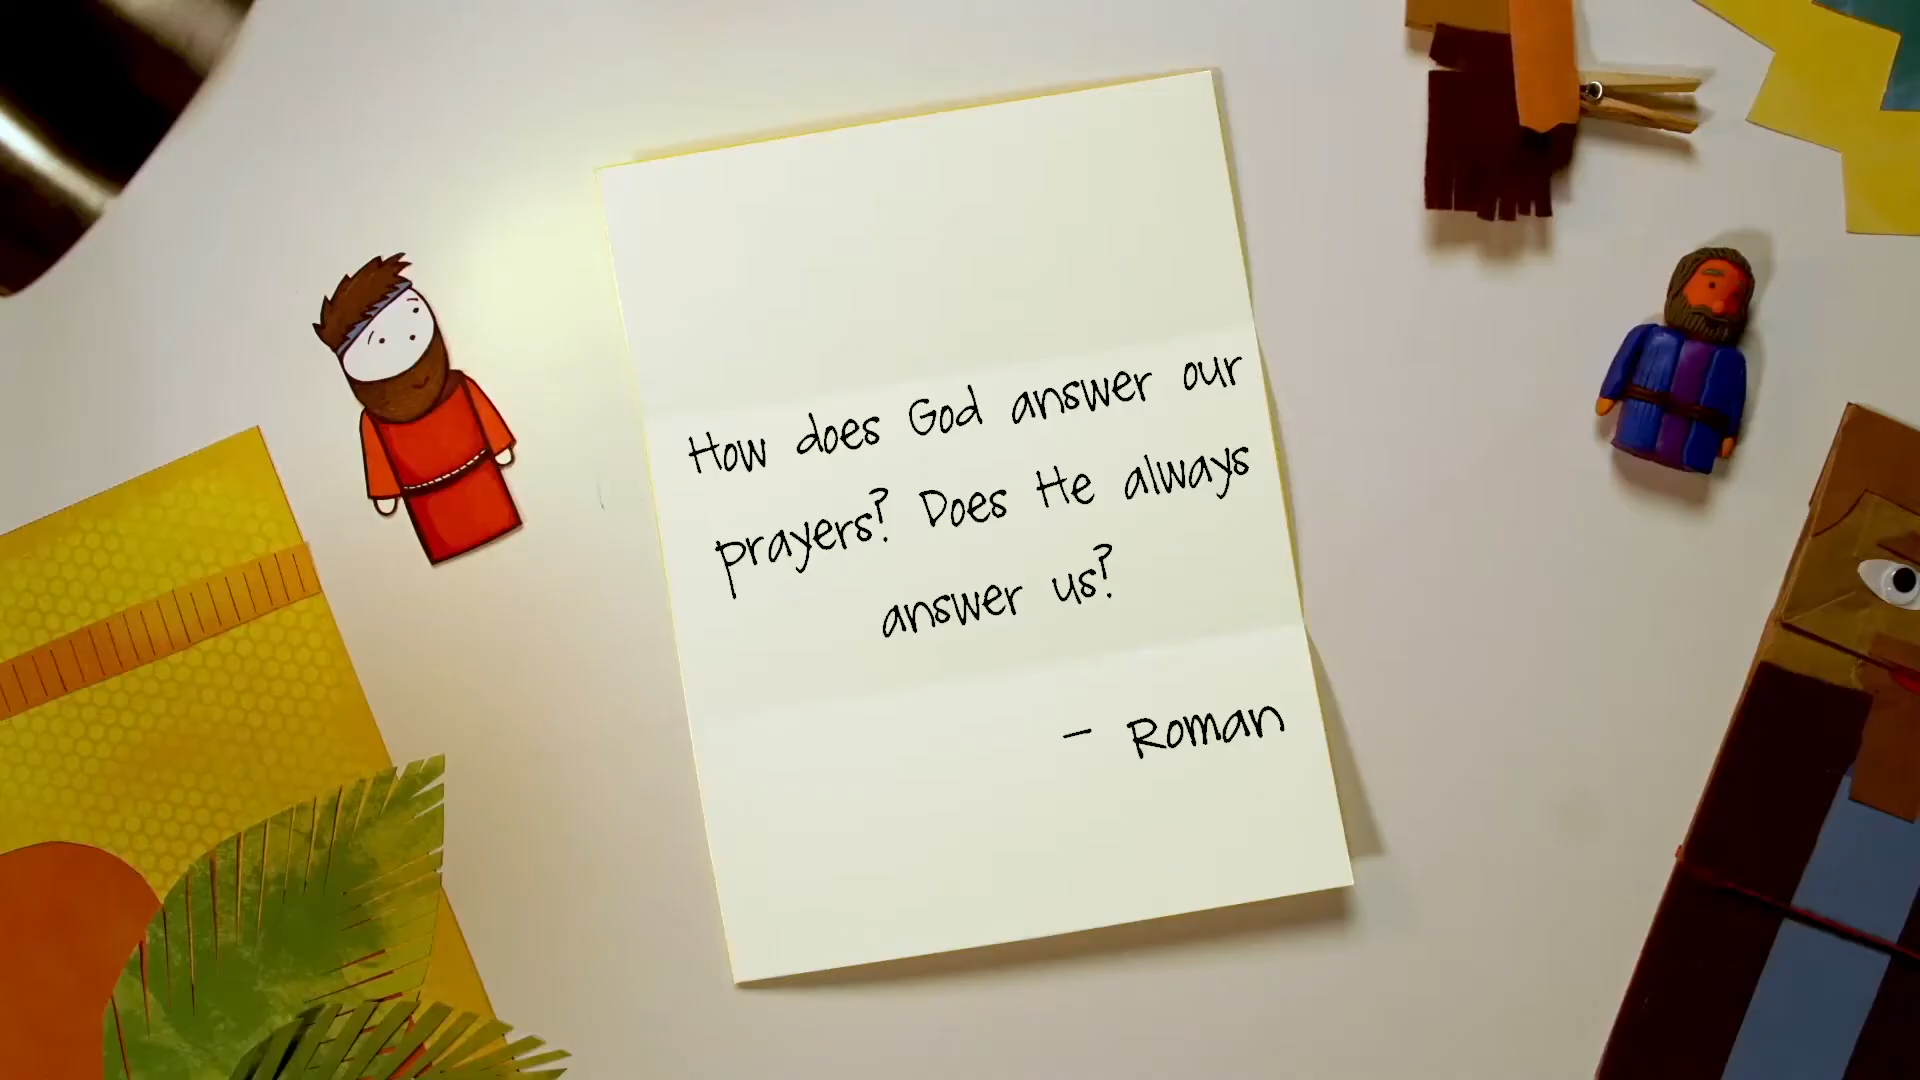 How does God answer our
prayers? Does He always
answer us?
- Roman